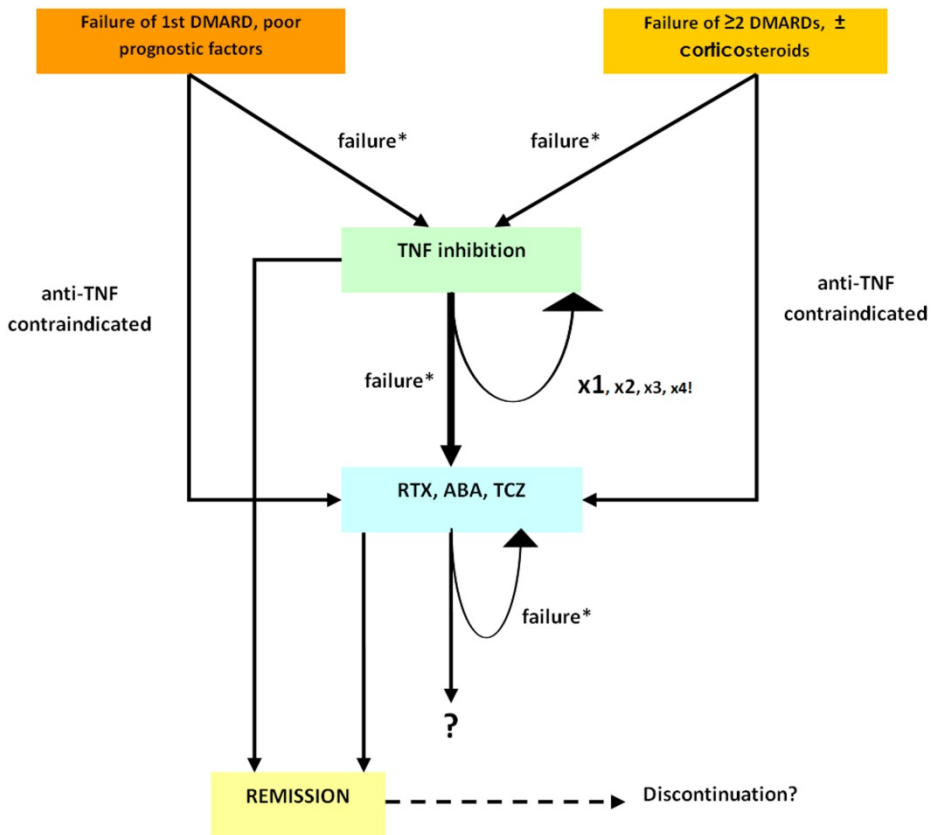 Failure of 1st DMARD, poor
prognostic factors
Failure of ≥2 DMARDs, ±
corticosteroids
failure*
failure*
TNF inhibition
anti-TNF
contraindicated
anti-TNF
contraindicated
failure*
x1, x2, x3, x4!
RTX, ABA, TCZ
failure*
?
REMISSION
Discontinuation?